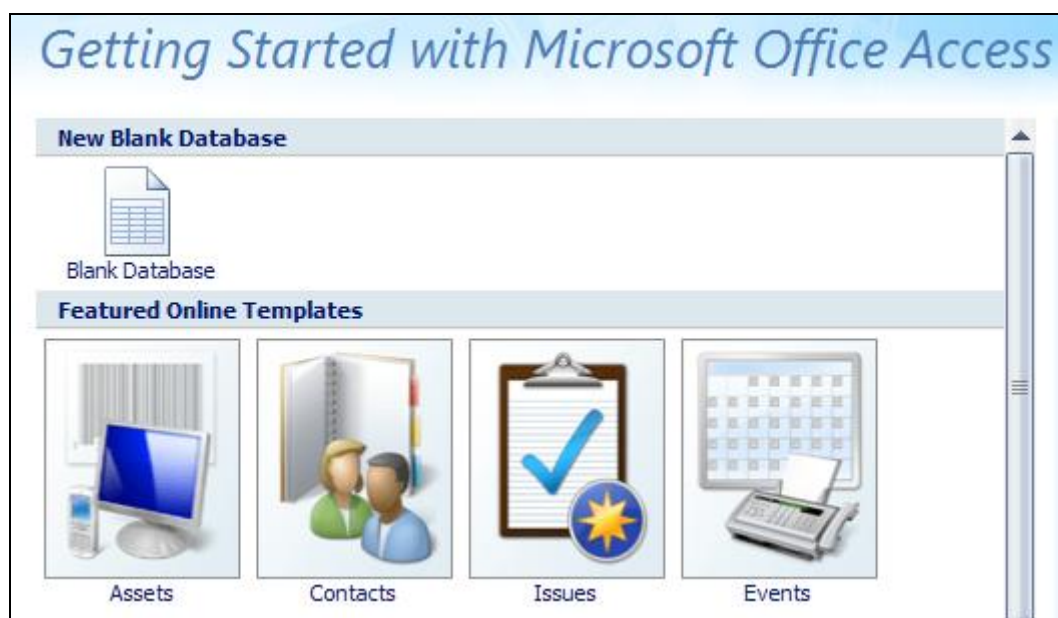 Getting Started with Microsoft Office Access
New Blank Database
Blank Database
Featured Online Templates
Assets Contacts Issues Events